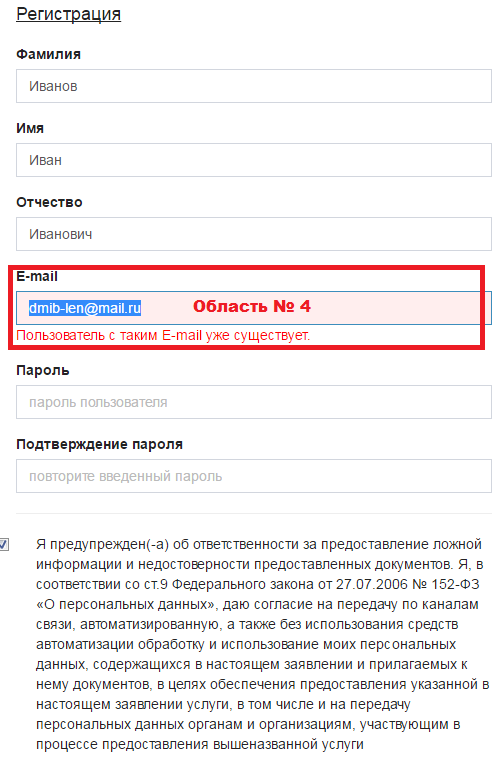 Регистрация
Фамилия
Иванов
Имя
Иван
Отчество
Иванович
E-mail
dmib-len@mail.ru Область № 4
Пользователь с таким E-mail уже существует.
Пароль
пароль пользователя
Подтверждение пароля
повторите введенный пароль
Я предупрежден(-а) об ответственности за предоставление ложной
информации и недостоверности предоставленных документов. Я, в
соответствии со ст.9 Федерального закона от 27.07.2006 № 152-ФЗ
«О персональных данных», даю согласие на передачу по каналам
связи, автоматизированную, а также без использования средств
автоматизации обработку и использование моих персональных
данных, содержащихся в настоящем заявлении и прилагаемых к
нему документов, в целях обеспечения предоставления указанной в
настоящем заявлении услуги, в том числе и на передачу
персональных данных органам и организациям, участвующим в
процессе предоставления вышеназванной услуги